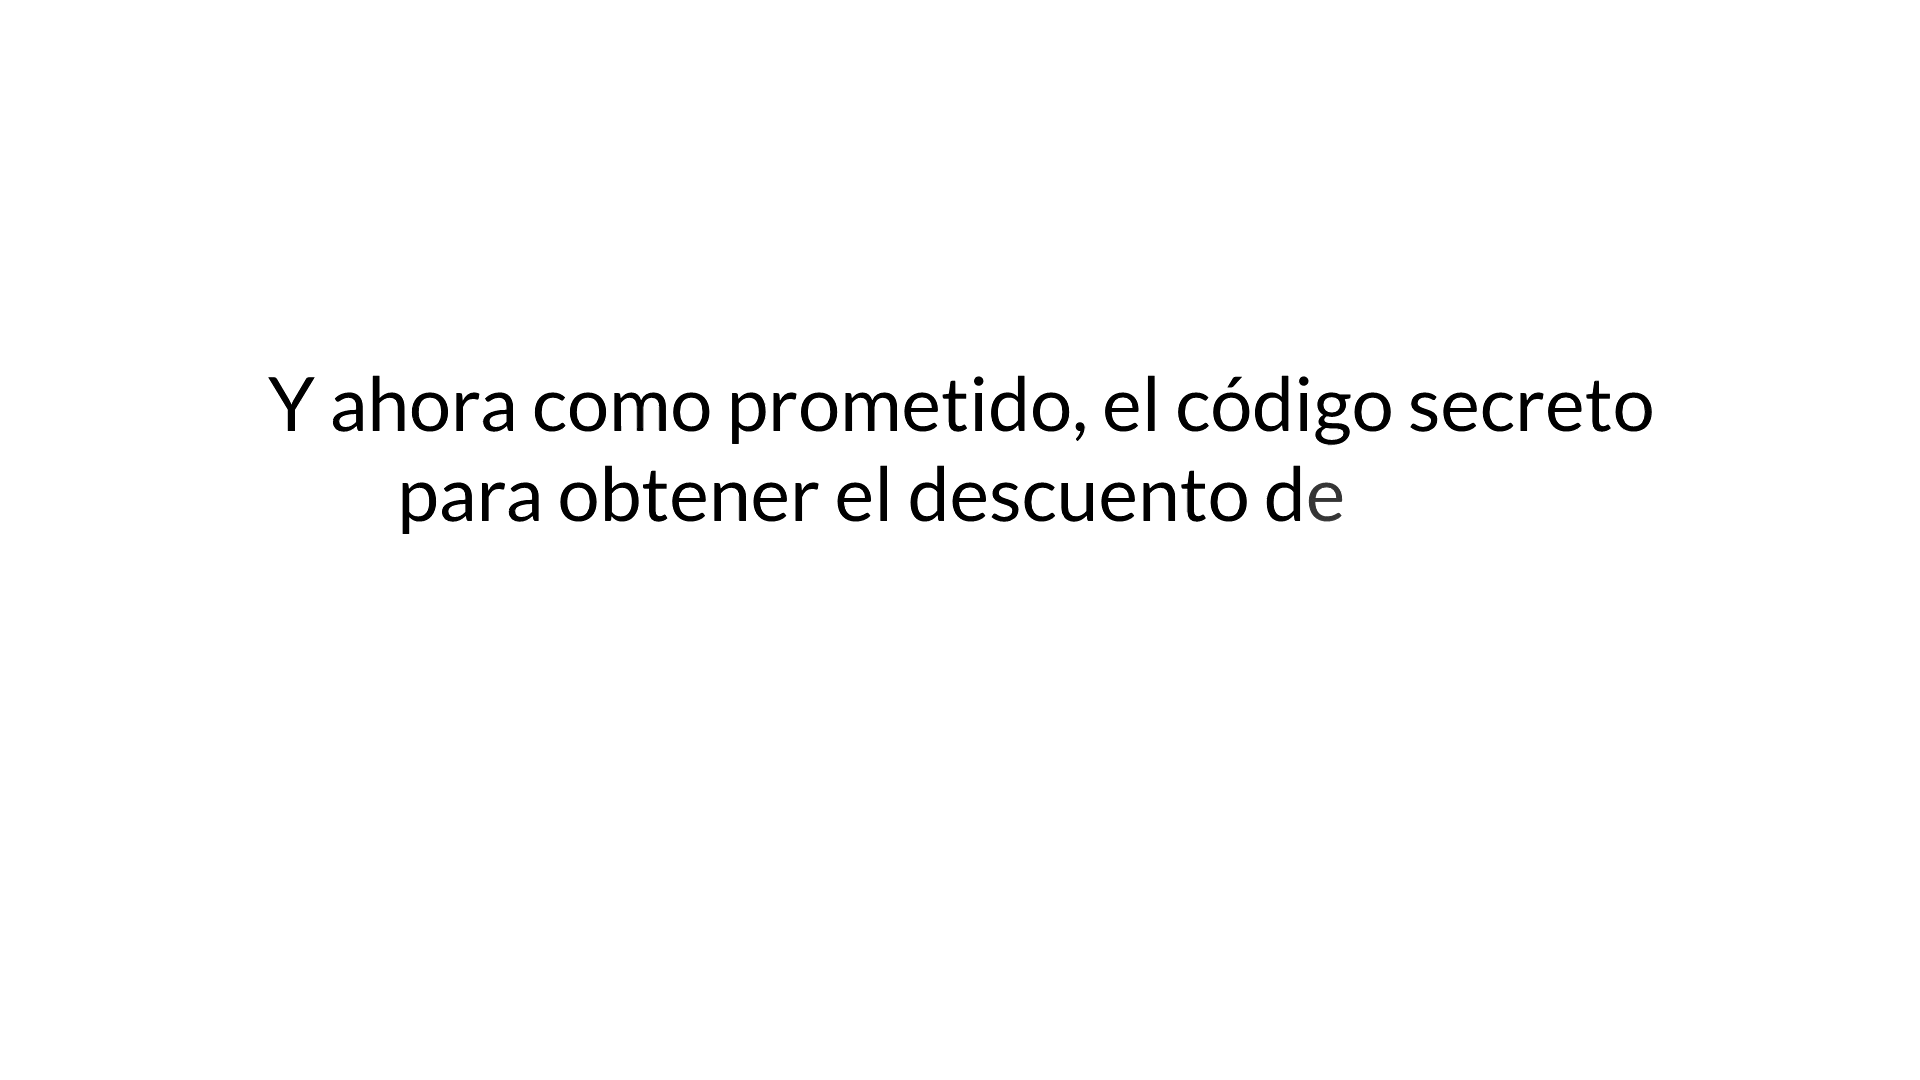 Y ahora como prometido, el código secreto
para obtener el descuento de